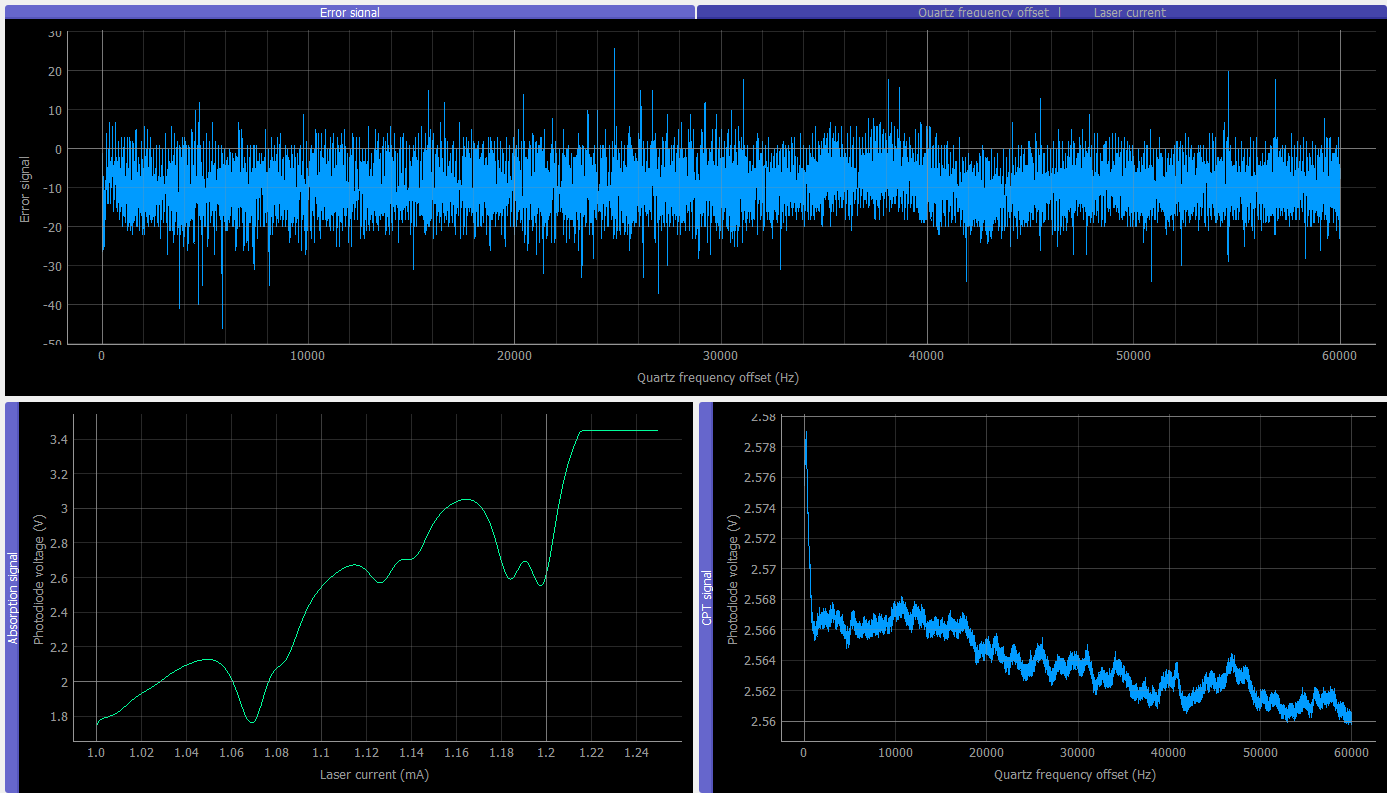 Error signal
Quartz frequency offset | Laser current
30
20
10
0
-10
-20
-30
-40
-50
Error signal
0 10000 20000 30000 40000 50000 60000
Quartz frequency offset (Hz)
Absorption signal
Photodiode voltage (V)
3.4
3.2
3
2.8
2.6
2.4
2.2
2
1.8
1.0 1.02 1.04 1.06 1.08 1.1 1.12 1.14 1.16 1.18 1.2 1.22 1.24
Laser current (mA)
CPT signal
Photodiode voltage (V)
2.58
2.578
2.576
2.574
2.572
2.57
2.568
2.566
2.564
2.562
2.56
0 10000 20000 30000 40000 50000 60000
Quartz frequency offset (Hz)